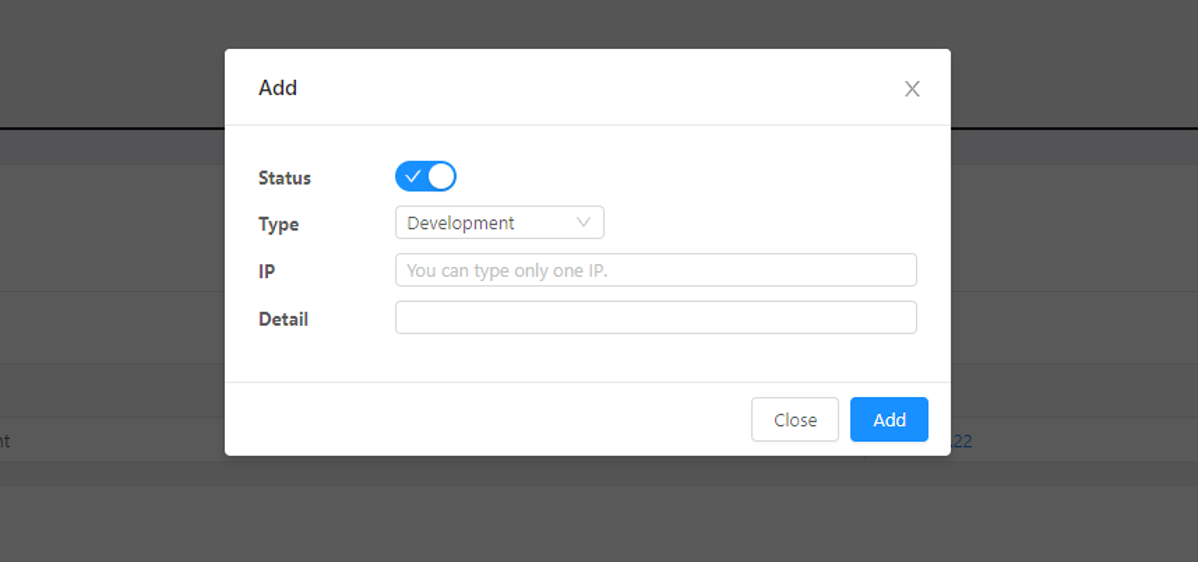 Add
Status
Type
Development
IP
You can type only one IP.
Detail
Close
Add
nt
.22